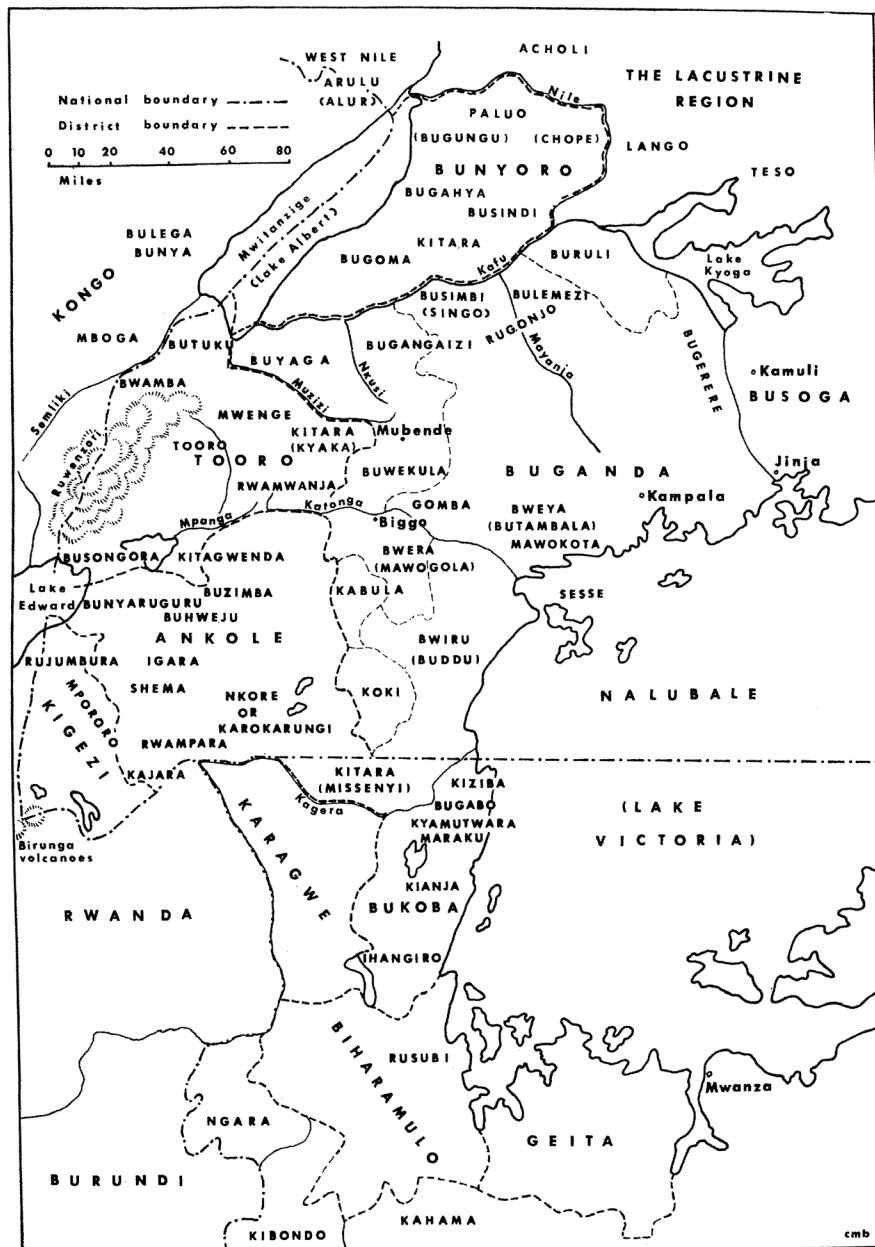 ACHOLI
WEST NILE
ARULU
(ALUR)
THE LACUSTRINE
REGION
National boundary
District boundary
0 10 20 40 60 80
Miles
Nile
PALUO
(BUGUNGU) (CHOPE)
BUNYORO
LANGO
TESO
BUGAHYA
BUSINDI
Mwitanzige
(Lake Albert)
BULEGA
BUNYA
KITARA
BUGOMA
Kafu
BURULI
Lake
Kyoga
KONGO
BUSIMBI
(SINGO)
BULEMEZI
RUGONJO
MBOGA
BUTUKU
BUYAGA
BUGANGAIZI
Nkusi
Mayanja
BUGERERE
Kamuli
BUSOGA
BWAMBA
Muzizi
Semliki
MWENGE
KITARA
(KYAKA)
Mubende
Ruwenzori
TOORO
TOORO
BUWEKULA
BUGANDA
Jinja
RWAMWANJA
Kampala
Mpanga
Katonga
GOMBA
Biggo
BWEYA
(BUTAMBALA)
MAWOKOTA
BUSONGORA
KITAGWENDA
BWERA
(MAWOGOLA)
Lake
Edward
BUNYARUGURU
BUZIMBA
KABULA
SESSE
BUHWEJU
ANKOLE
BWIRU
(BUDDU)
RUJUMBURA
IGARA
SHEMA
MPORORO
KIGEZI
NKORE
OR
KAROKARUNGI
KOKI
NALUBALE
RWAMPARA
KAJARA
KITARA
(MISSENYI)
KIZIBA
Kagera
BUGABO
KYAMUTWARA
MARAKU
(LAKE
VICTORIA)
Birunga
volcanoes
KARAGWE
KIANJA
BUKOBA
RWANDA
IHANGIRO
BIHARAMULO
RUSUBI
Mwanza
NGARA
GEITA
BURUNDI
KIBONDO
KAHAMA
cmb